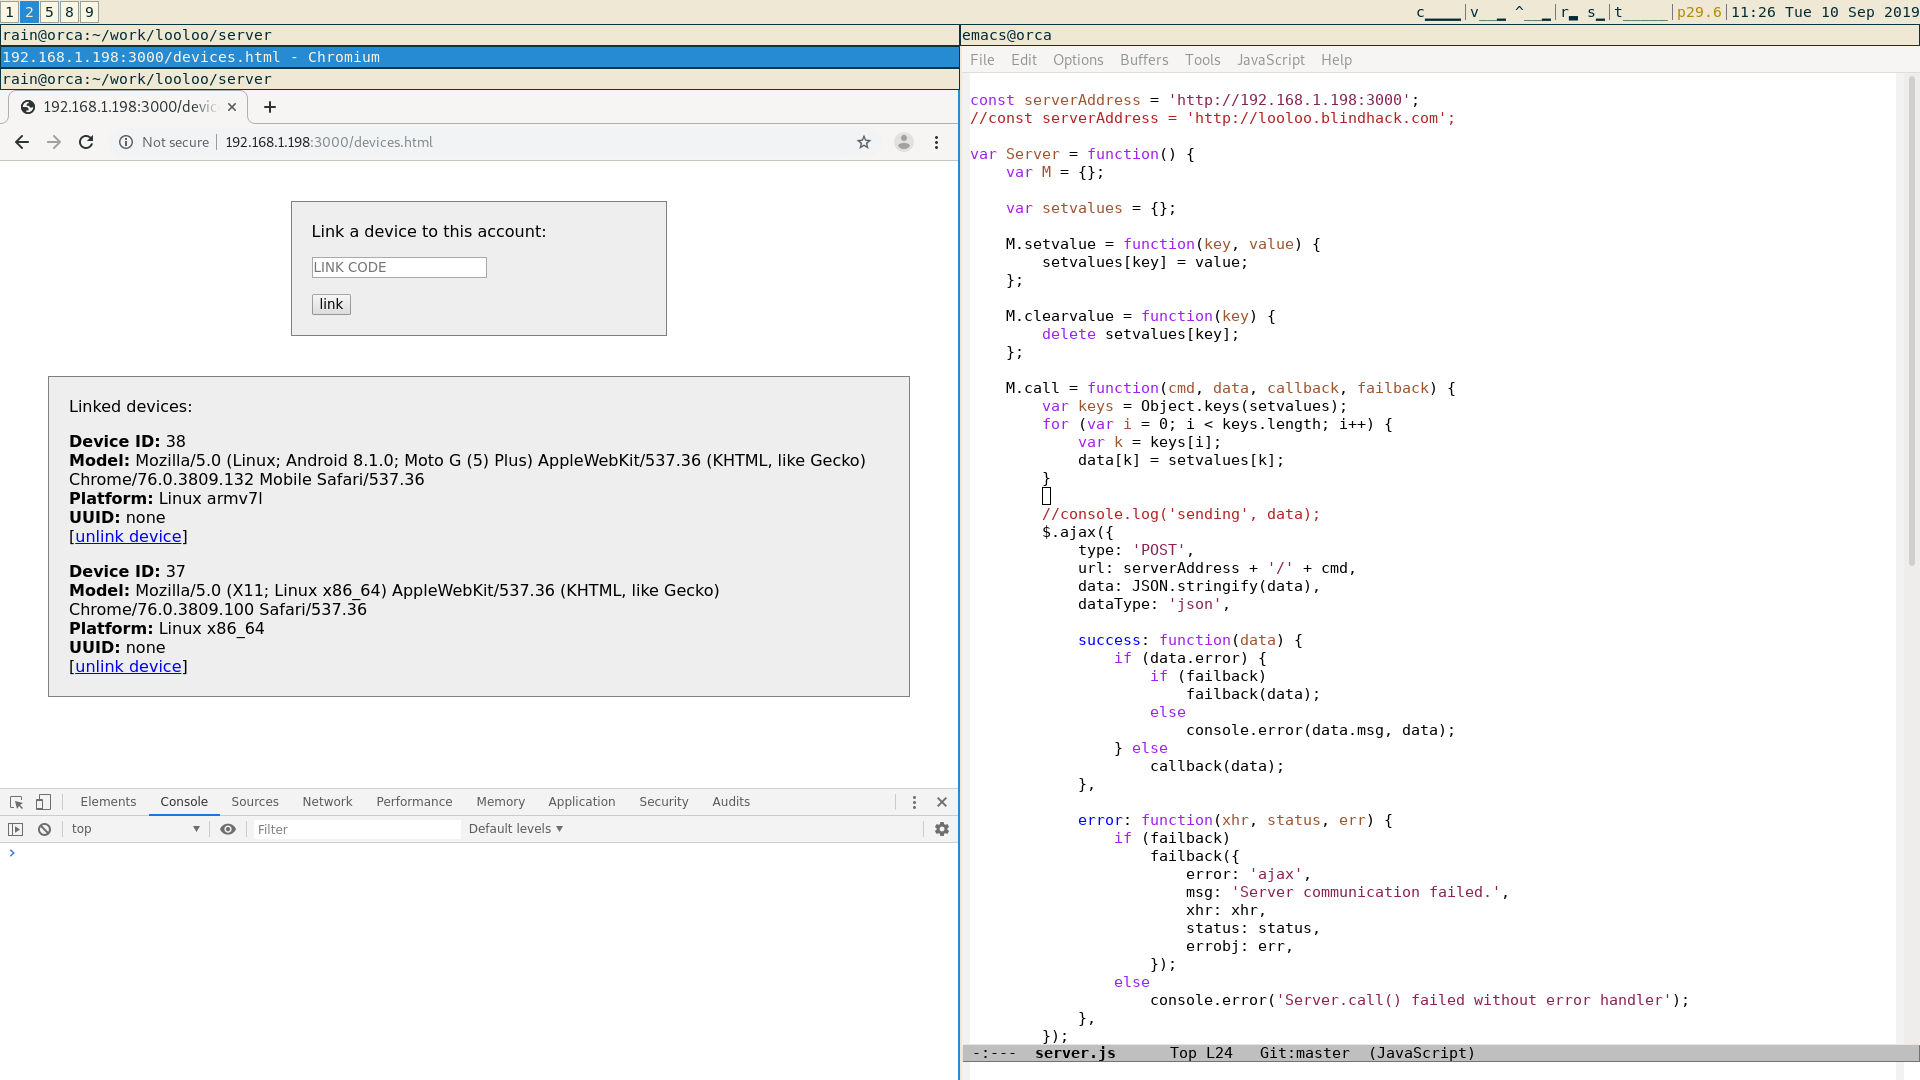 1 2 5 8 9
c____ v___ ^___ r_ s_ t_____ p29.6 11:26 Tue 10 Sep 2019
rain@orca:~/work/looloo/server
192.168.1.198:3000/devices.html - Chromium
rain@orca:~/work/looloo/server
192.168.1.198:3000/devic
Not secure 192.168.1.198:3000/devices.html
Link a device to this account:
LINK CODE
link
Linked devices:
Device ID: 38
Model: Mozilla/5.0 (Linux; Android 8.1.0; Moto G (5) Plus) AppleWebKit/537.36 (KHTML, like Gecko)
Chrome/76.0.3809.132 Mobile Safari/537.36
Platform: Linux armv7l
UUID: none
[unlink device]
Device ID: 37
Model: Mozilla/5.0 (X11; Linux x86_64) AppleWebKit/537.36 (KHTML, like Gecko)
Chrome/76.0.3809.100 Safari/537.36
Platform: Linux x86_64
UUID: none
[unlink device]
Elements Console Sources Network Performance Memory Application Security Audits
top Filter Default levels
emacs@orca
File Edit Options Buffers Tools JavaScript Help
const serverAddress = 'http://192.168.1.198:3000';
//const serverAddress = 'http://looloo.blindhack.com';
var Server = function() {
    var M = {};
    var setvalues = {};
    M.setvalue = function(key, value) {
        setvalues[key] = value;
    };
    M.clearvalue = function(key) {
        delete setvalues[key];
    };
    M.call = function(cmd, data, callback, failback) {
        var keys = Object.keys(setvalues);
        for (var i = 0; i < keys.length; i++) {
            var k = keys[i];
            data[k] = setvalues[k];
        }
        //console.log('sending', data);
        $.ajax({
            type: 'POST',
            url: serverAddress + '/' + cmd,
            data: JSON.stringify(data),
            dataType: 'json',
            success: function(data) {
                if (data.error) {
                    if (failback)
                        failback(data);
                    else
                        console.error(data.msg, data);
                } else
                    callback(data);
            },
            error: function(xhr, status, err) {
                if (failback)
                    failback({
                        error: 'ajax',
                        msg: 'Server communication failed.',
                        xhr: xhr,
                        status: status,
                        errobj: err,
                    });
                else
                    console.error('Server.call() failed without error handler');
            },
        });
-:---  server.js      Top L24   Git:master  (JavaScript)